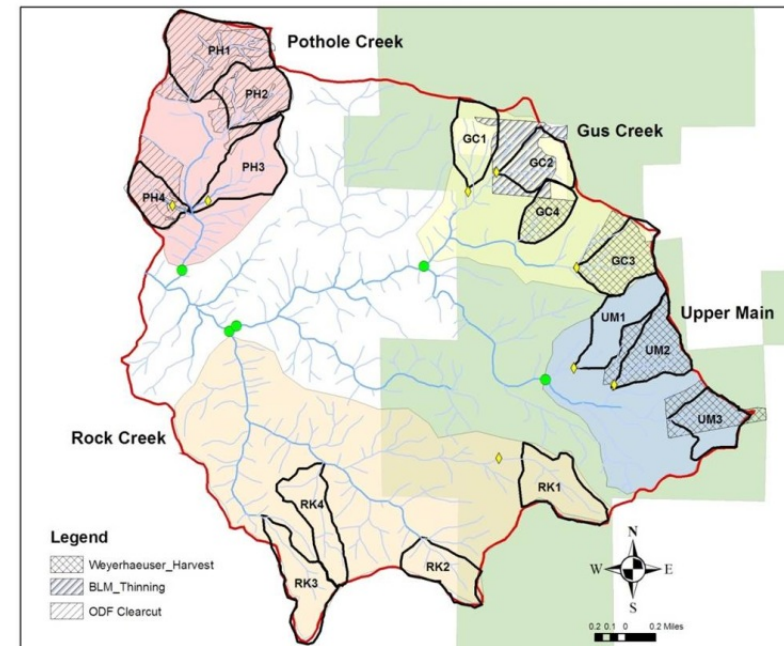 Pothole Creek
PH1
PH2
PH3
PH4
Gus Creek
GC1
GC2
GC4
GC3
Upper Main
UM1
UM2
UM3
Rock Creek
RK1
RK4
RK2
RK3
Legend
Weyerhaeuser_Harvest
BLM_Thinning
ODF Clearcut
N
W E
S
0.2 0.1 0 0.2 Miles